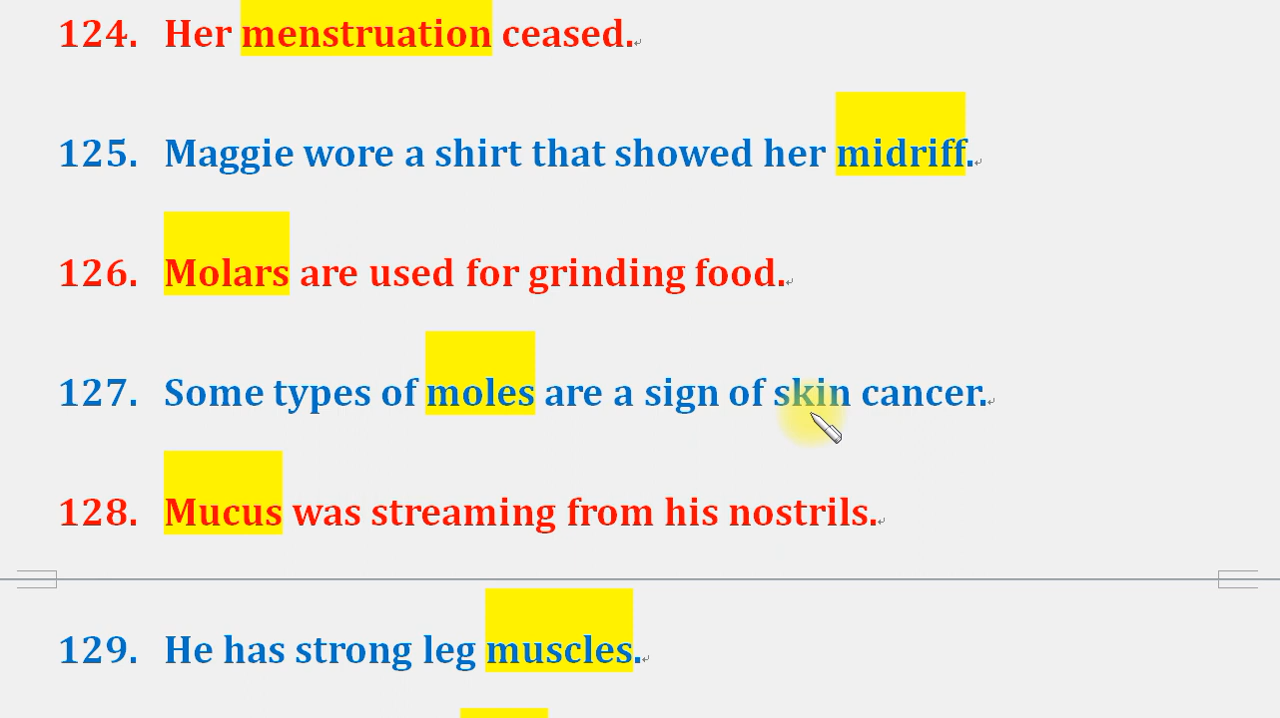 124. Her menstruation ceased.
125. Maggie wore a shirt that showed her midriff.
126. Molars are used for grinding food.
127. Some types of moles are a sign of skin cancer.
128. Mucus was streaming from his nostrils.
129. He has strong leg muscles.